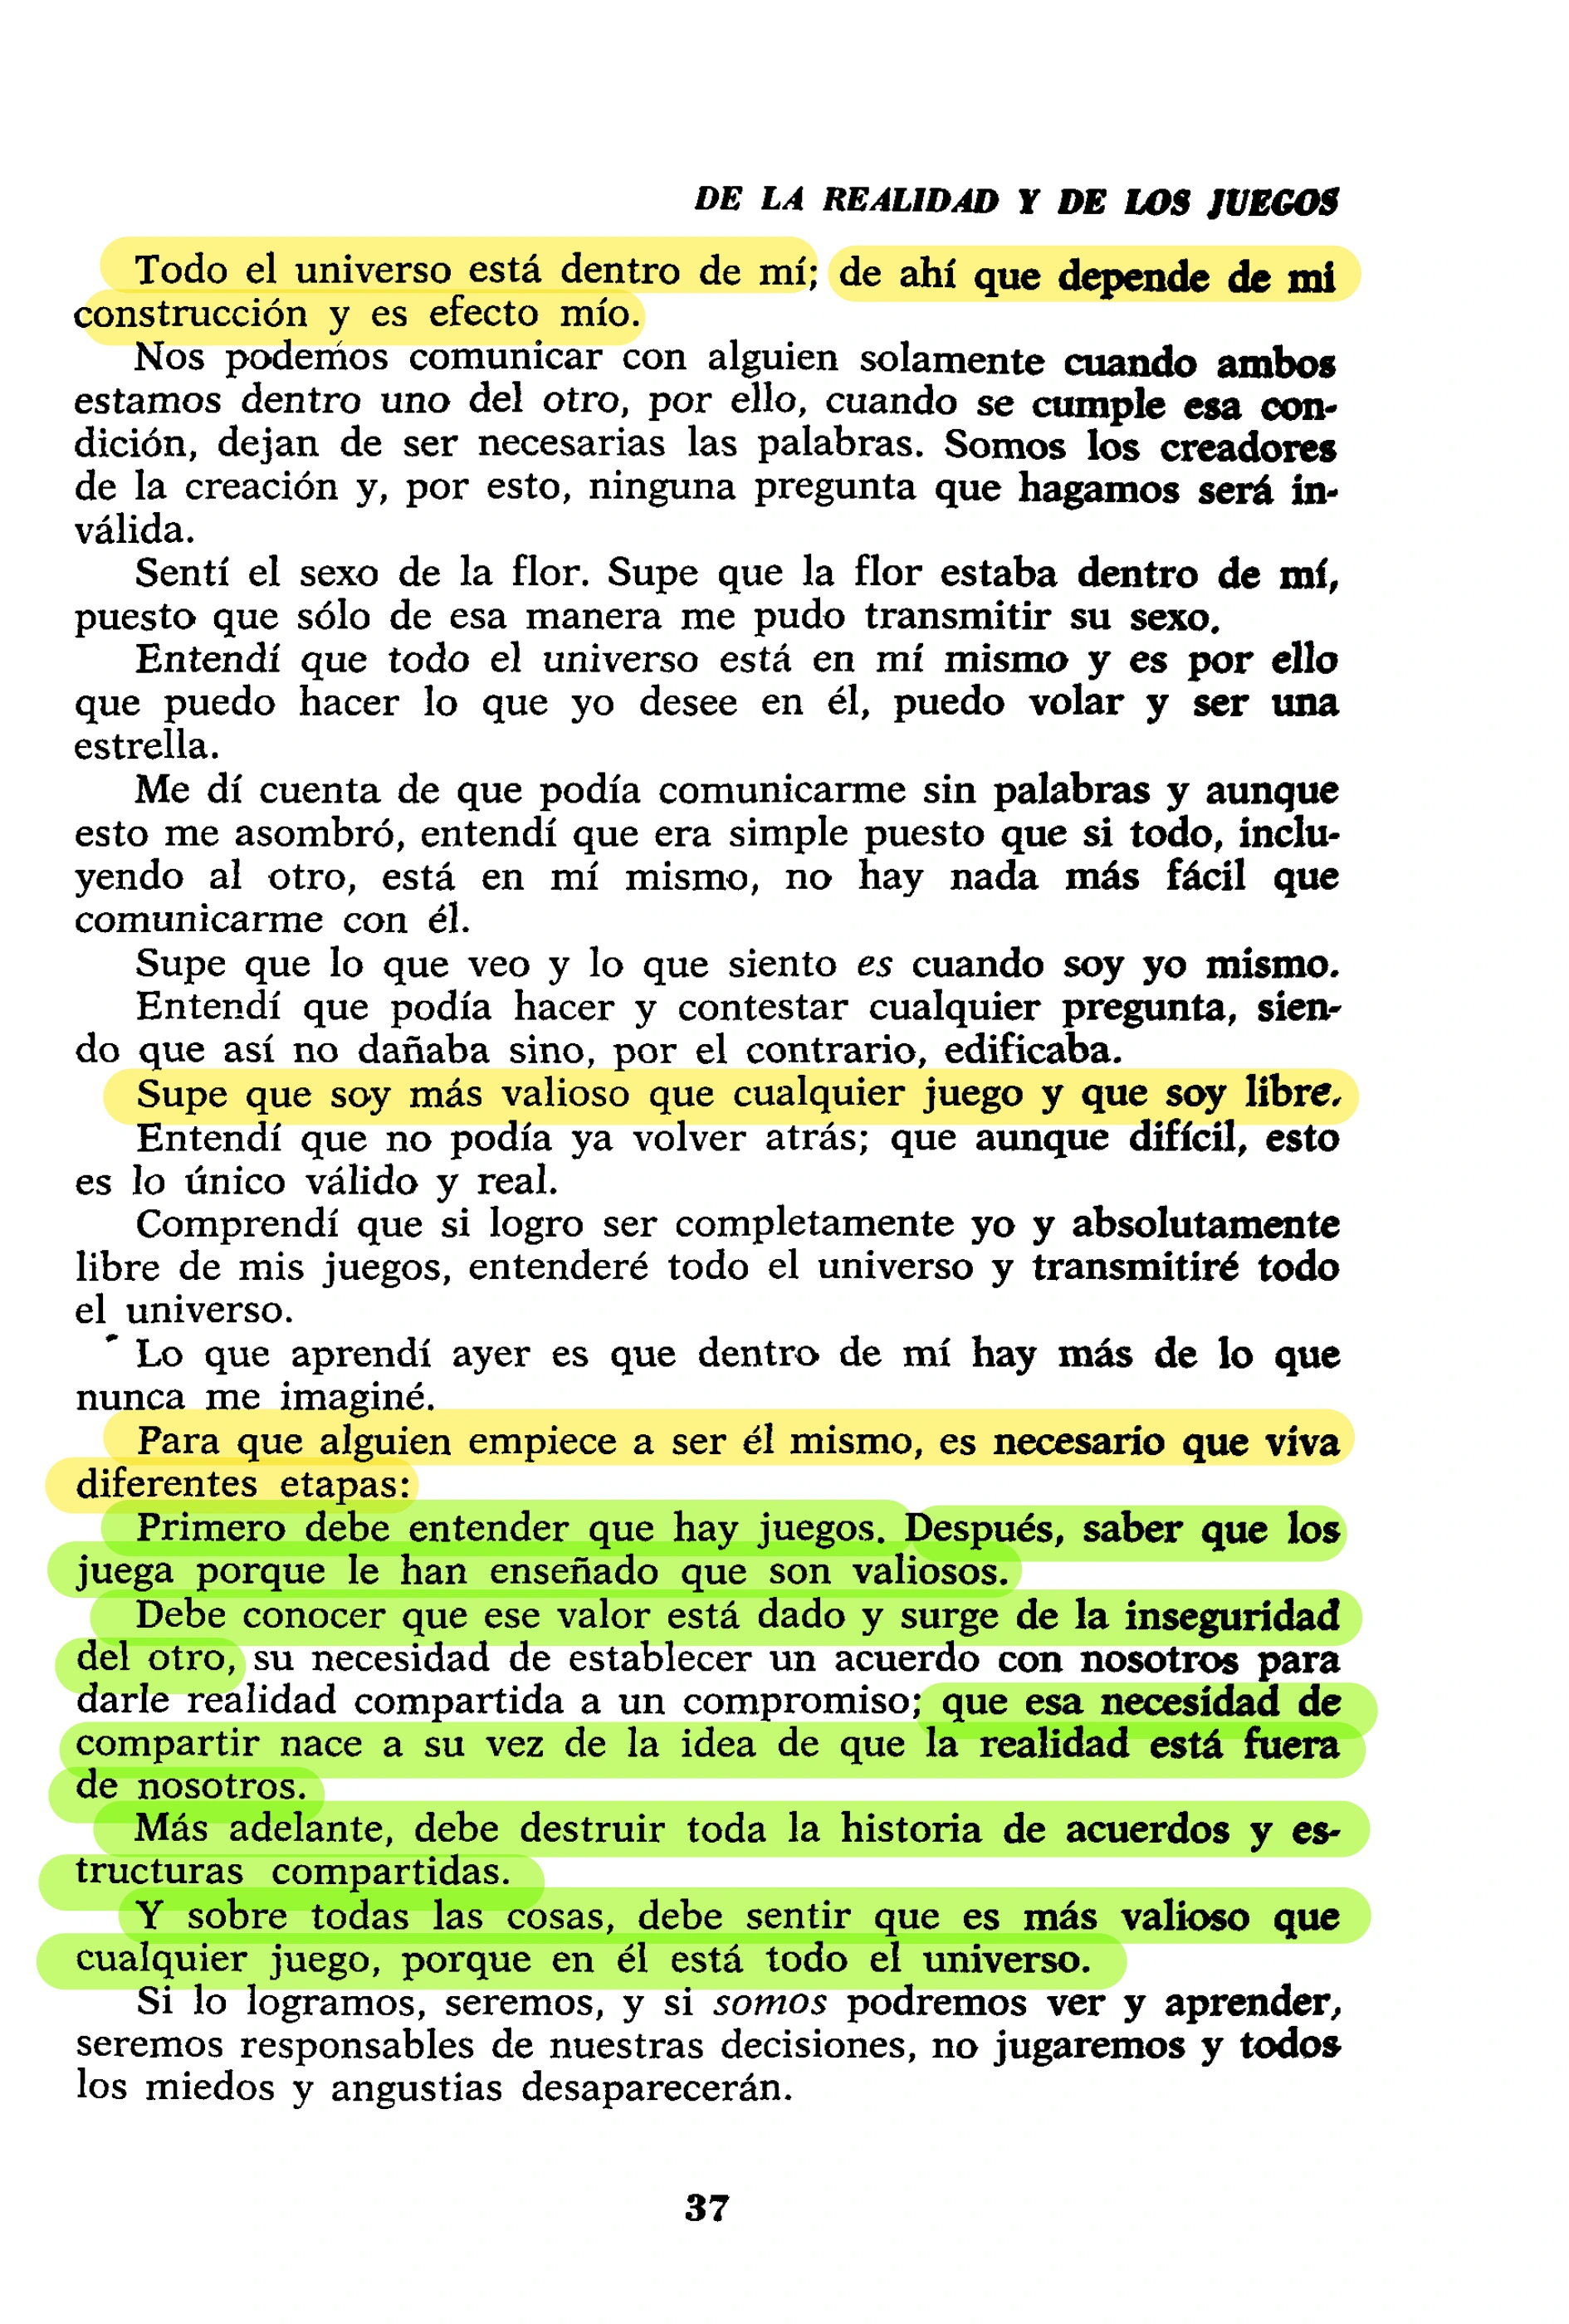 DE LA REALIDAD Y DE LOS JUEGOS
Todo el universo está dentro de mí; de ahí que depende de mi
construcción y es efecto mío.
Nos podemos comunicar con alguien solamente cuando ambos
estamos dentro uno del otro, por ello, cuando se cumple esa con-
dición, dejan de ser necesarias las palabras. Somos los creadores
de la creación y, por esto, ninguna pregunta que hagamos será in-
válida.
Sentí el sexo de la flor. Supe que la flor estaba dentro de mí,
puesto que sólo de esa manera me pudo transmitir su sexo.
Entendí que todo el universo está en mí mismo y es por ello
que puedo hacer lo que yo desee en él, puedo volar y ser una
estrella.
Me dí cuenta de que podía comunicarme sin palabras y aunque
esto me asombró, entendí que era simple puesto que si todo, inclu-
yendo al otro, está en mí mismo, no hay nada más fácil que
comunicarme con él.
Supe que lo que veo y lo que siento es cuando soy yo mismo.
Entendí que podía hacer y contestar cualquier pregunta, sien-
do que así no dañaba sino, por el contrario, edificaba.
Supe que soy más valioso que cualquier juego y que soy libre.
Entendí que no podía ya volver atrás; que aunque difícil, esto
es lo único válido y real.
Comprendí que si logro ser completamente yo y absolutamente
libre de mis juegos, entenderé todo el universo y transmitiré todo
el universo.
Lo que aprendí ayer es que dentro de mí hay más de lo que
nunca me imaginé.
Para que alguien empiece a ser él mismo, es necesario que viva
diferentes etapas:
Primero debe entender que hay juegos. Después, saber que los
juega porque le han enseñado que son valiosos.
Debe conocer que ese valor está dado y surge de la inseguridad
del otro, su necesidad de establecer un acuerdo con nosotros para
darle realidad compartida a un compromiso; que esa necesidad de
compartir nace a su vez de la idea de que la realidad está fuera
de nosotros.
Más adelante, debe destruir toda la historia de acuerdos y es-
tructuras compartidas.
Y sobre todas las cosas, debe sentir que es más valioso que
cualquier juego, porque en él está todo el universo.
Si lo logramos, seremos, y si somos podremos ver y aprender,
seremos responsables de nuestras decisiones, no jugaremos y todos
los miedos y angustias desaparecerán.
37